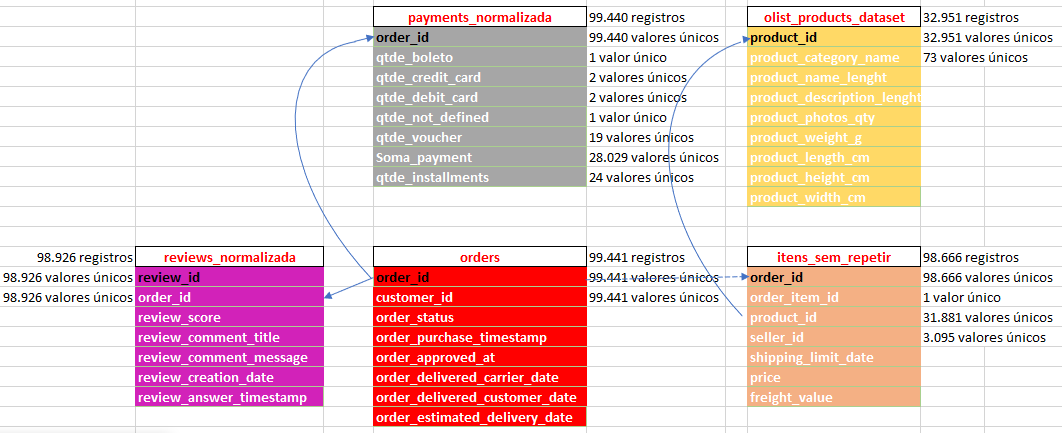 payments_normalizada 99.440 registros
order_id 99.440 valores únicos
qtde_boleto 1 valor único
qtde_credit_card 2 valores únicos
qtde_debit_card 2 valores únicos
qtde_not_defined 1 valor único
qtde_voucher 19 valores únicos
Soma_payment 28.029 valores únicos
qtde_installments 24 valores únicos
olist_products_dataset 32.951 registros
product_id 32.951 valores únicos
product_category_name 73 valores únicos
product_name_lenght
product_description_lenght
product_photos_qty
product_weight_g
product_length_cm
product_height_cm
product_width_cm
98.926 registros reviews_normalizada
98.926 valores únicos review_id
98.926 valores únicos order_id
review_score
review_comment_title
review_comment_message
review_creation_date
review_answer_timestamp
orders 99.441 registros
order_id 99.441 valores únicos
customer_id 99.441 valores únicos
order_status
order_purchase_timestamp
order_approved_at
order_delivered_carrier_date
order_delivered_customer_date
order_estimated_delivery_date
itens_sem_repetir 98.666 registros
order_id 98.666 valores únicos
order_item_id 1 valor único
product_id 31.881 valores únicos
seller_id 3.095 valores únicos
shipping_limit_date
price
freight_value